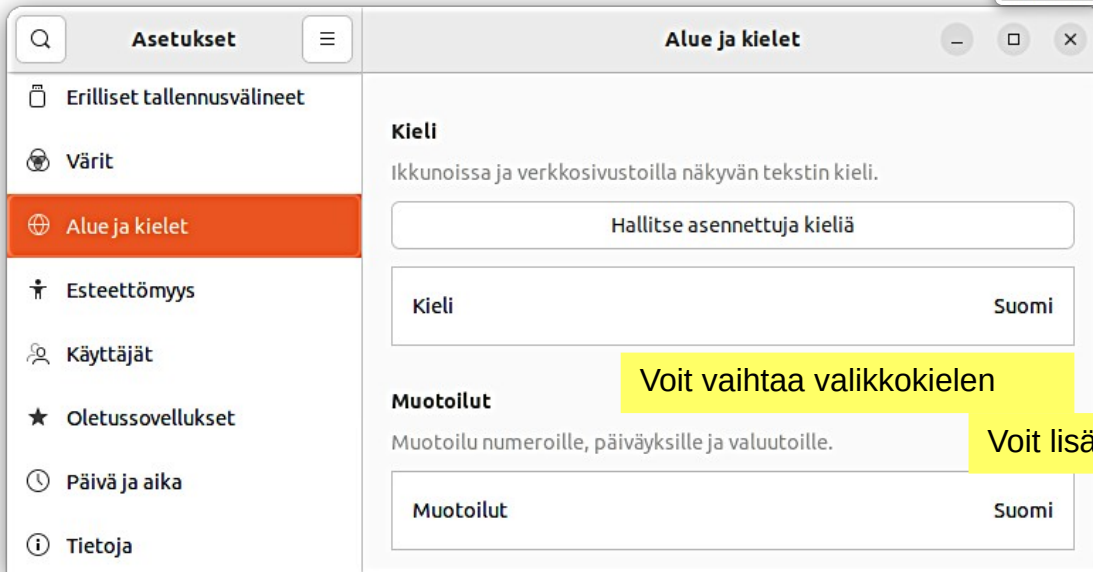 Asetukset
Alue ja kielet
Erilliset tallennusvälineet
Värit
Alue ja kielet
Esteettömyys
Käyttäjät
Oletussovellukset
Päivä ja aika
Tietoja
Kieli
Ikkunoissa ja verkkosivustoilla näkyvän tekstin kieli.
Hallitse asennettuja kieliä
Kieli Suomi
Voit vaihtaa valikkokielen
Muotoilut
Muotoilu numeroille, päiväyksille ja valuutoille.
Voit lisä
Muotoilut Suomi